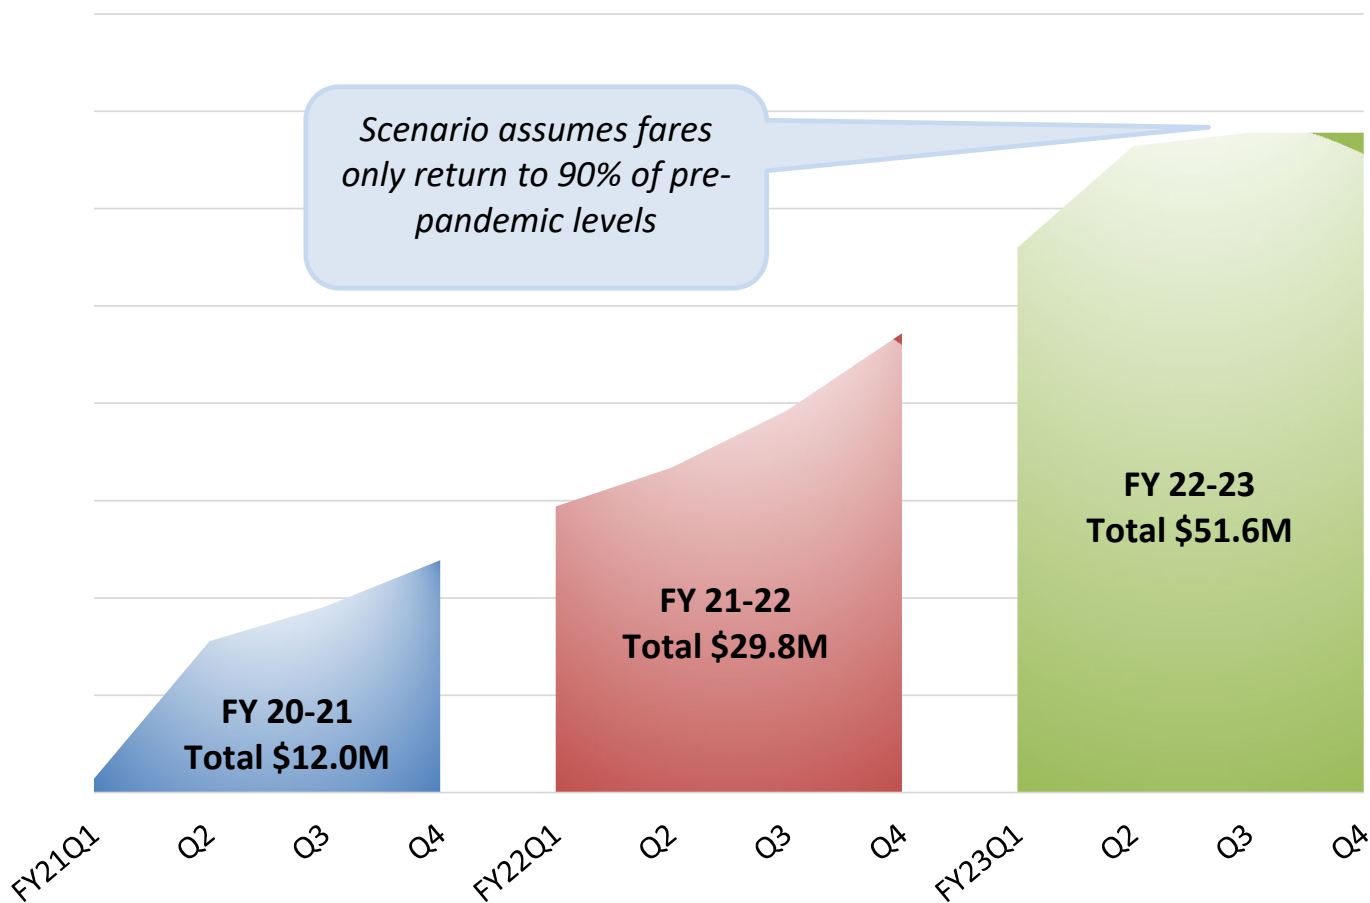 Scenario assumes fares
only return to 90% of pre-
pandemic levels
FY 22-23
Total $51.6M
FY 21-22
Total $29.8M
FY 20-21
Total $12.0M
FY21Q1
Q2
Q3
Q4
FY22Q1
Q2
Q3
Q4
FY23Q1
Q2
Q3
Q4